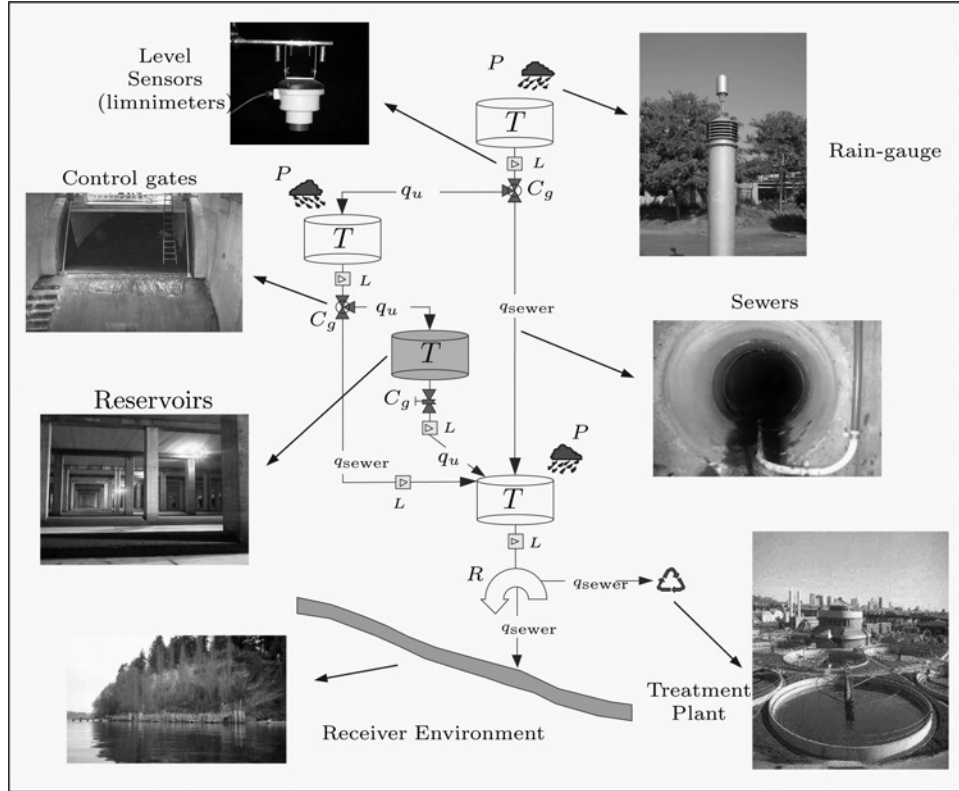 Level
Sensors
(limnimeters)
P
T
L
Rain-gauge
Control gates
P
q_u
C_g
T
L
q_sewer
Sewers
C_g
q_u
T
Reservoirs
C_g
L
P
q_sewer
q_u
T
L
L
R
q_sewer
q_sewer
Treatment
Plant
Receiver Environment